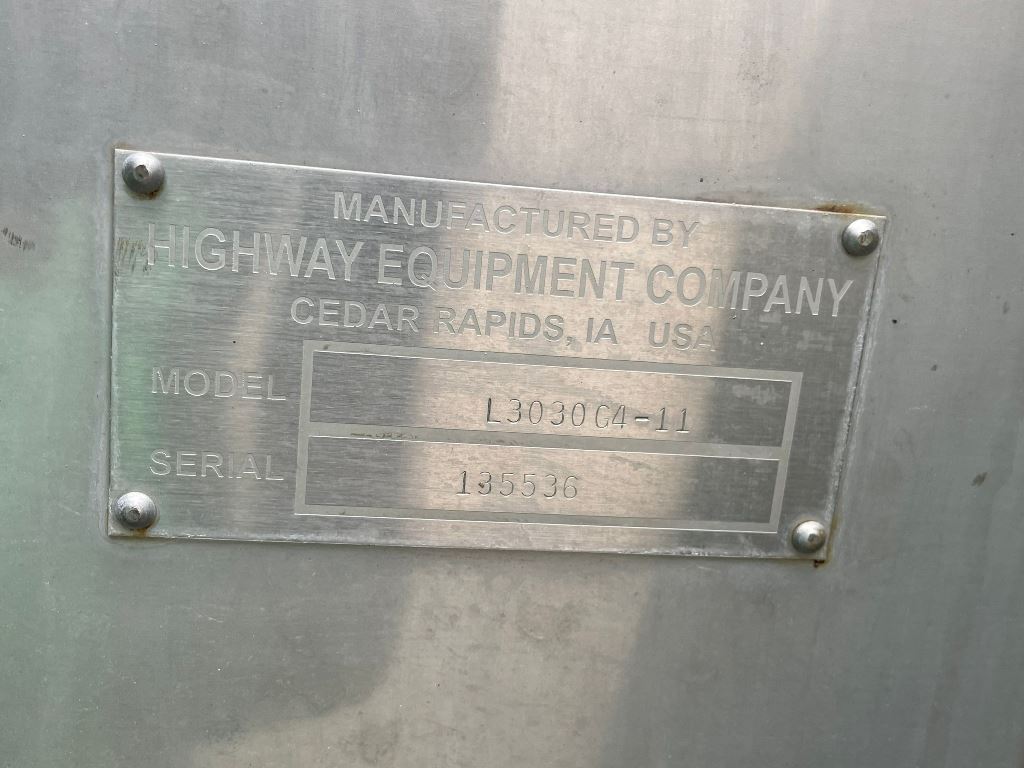 MANUFACTURED BY
HIGHWAY EQUIPMENT COMPANY
CEDAR RAPIDS, IA USA
MODEL L3030G4-11
SERIAL 135536